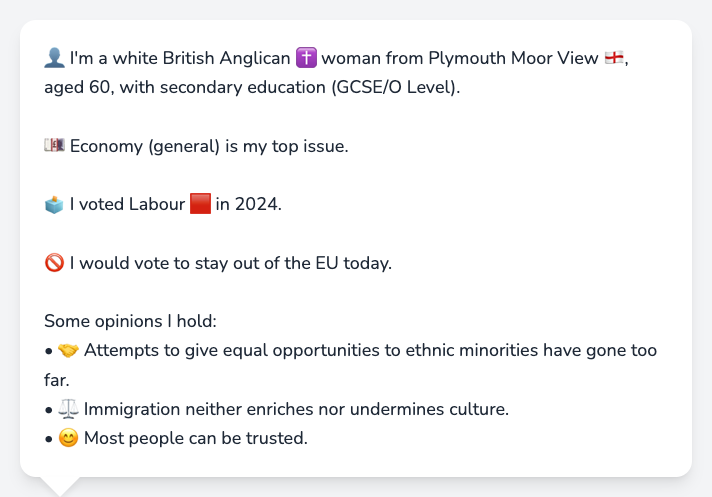 👤 I'm a white British Anglican ✝️ woman from Plymouth Moor View 🏴󠁧󠁢󠁥󠁮󠁧󠁿,
aged 60, with secondary education (GCSE/O Level).
💷 Economy (general) is my top issue.
🗳️ I voted Labour 🟥 in 2024.
🚫 I would vote to stay out of the EU today.
Some opinions I hold:
• 🤝 Attempts to give equal opportunities to ethnic minorities have gone too
far.
• ⚖️ Immigration neither enriches nor undermines culture.
• 😊 Most people can be trusted.